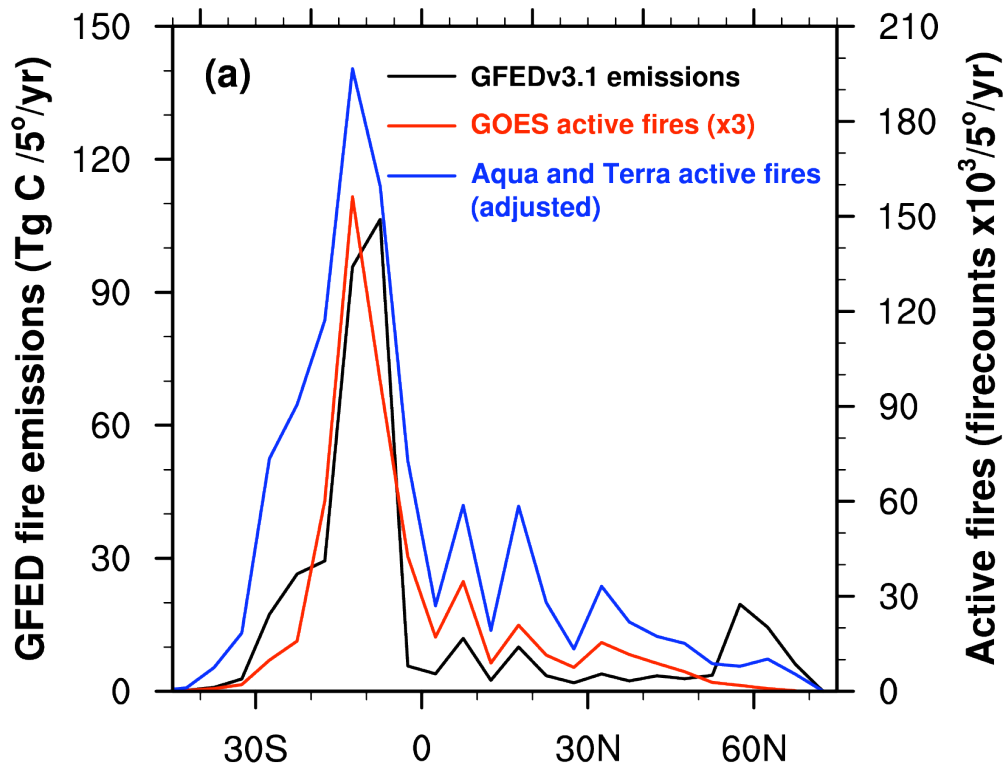 (a)
GFEDv3.1 emissions
GOES active fires (x3)
Aqua and Terra active fires
(adjusted)
GFED fire emissions (Tg C /5°/yr)
150
120
90
60
30
0
Active fires (firecounts x10³/5°/yr)
210
180
150
120
90
60
30
0
30S
0
30N
60N